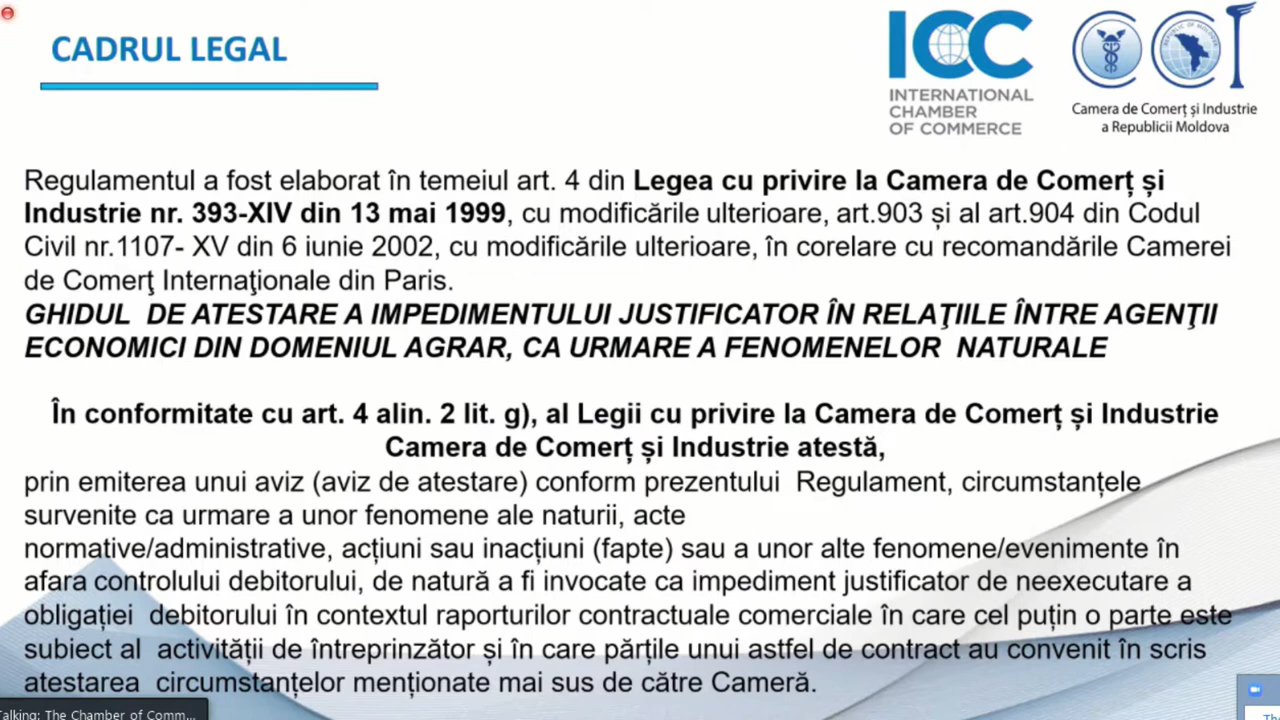 CADRUL LEGAL
ICC
INTERNATIONAL
CHAMBER
OF COMMERCE
REPUBLIC OF MOLDOVA
Camera de Comerț și Industrie
a Republicii Moldova
Regulamentul a fost elaborat în temeiul art. 4 din Legea cu privire la Camera de Comerț și
Industrie nr. 393-XIV din 13 mai 1999, cu modificările ulterioare, art.903 și al art.904 din Codul
Civil nr.1107- XV din 6 iunie 2002, cu modificările ulterioare, în corelare cu recomandările Camerei
de Comerţ Internaţionale din Paris.
GHIDUL DE ATESTARE A IMPEDIMENTULUI JUSTIFICATOR ÎN RELAŢIILE ÎNTRE AGENŢII
ECONOMICI DIN DOMENIUL AGRAR, CA URMARE A FENOMENELOR NATURALE
În conformitate cu art. 4 alin. 2 lit. g), al Legii cu privire la Camera de Comerț și Industrie
Camera de Comerț și Industrie atestă,
prin emiterea unui aviz (aviz de atestare) conform prezentului Regulament, circumstanțele
survenite ca urmare a unor fenomene ale naturii, acte
normative/administrative, acțiuni sau inacțiuni (fapte) sau a unor alte fenomene/evenimente în
afara controlului debitorului, de natură a fi invocate ca impediment justificator de neexecutare a
obligației debitorului în contextul raporturilor contractuale comerciale în care cel puțin o parte este
subiect al activității de întreprinzător și în care părțile unui astfel de contract au convenit în scris
atestarea circumstanțelor menționate mai sus de către Cameră.
Talking: The Chamber of Comm...